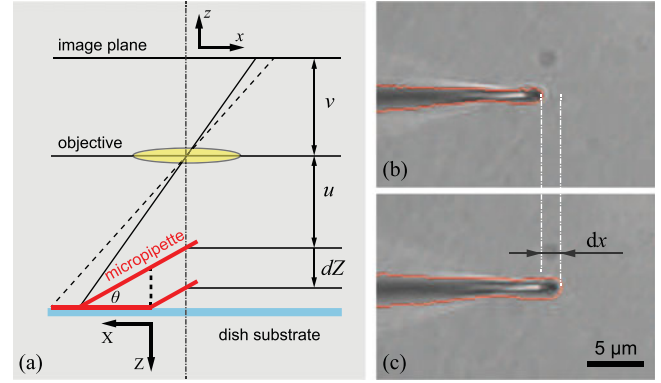 z
x
image plane
v
objective
u
micropipette
dZ
θ
X
Z
dish substrate
(a)
(b)
dx
(c)
5 μm